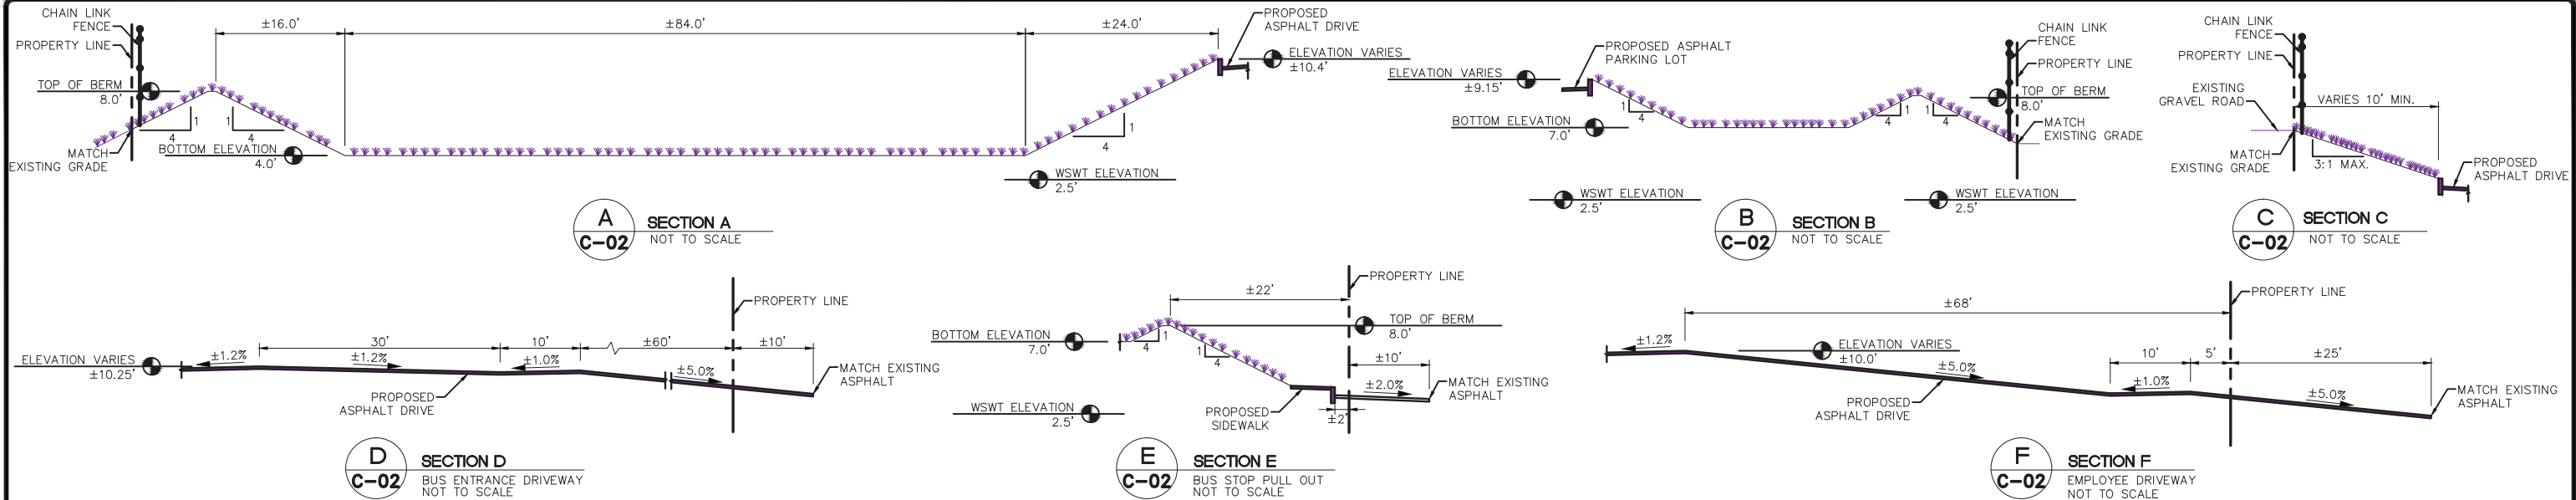 CHAIN LINK
FENCE
PROPERTY LINE
TOP OF BERM
8.0'
±16.0'
±84.0'
±24.0'
PROPOSED
ASPHALT DRIVE
ELEVATION VARIES
±10.4'
4
1
1
4
BOTTOM ELEVATION
4.0'
MATCH
EXISTING GRADE
1
4
WSWT ELEVATION
2.5'
A
C-02
SECTION A
NOT TO SCALE
PROPOSED ASPHALT
PARKING LOT
ELEVATION VARIES
±9.15'
1
4
BOTTOM ELEVATION
7.0'
1
4
1
4
CHAIN LINK
FENCE
PROPERTY LINE
TOP OF BERM
8.0'
MATCH
EXISTING GRADE
WSWT ELEVATION
2.5'
WSWT ELEVATION
2.5'
B
C-02
SECTION B
NOT TO SCALE
CHAIN LINK
FENCE
PROPERTY LINE
EXISTING
GRAVEL ROAD
VARIES 10' MIN.
MATCH
EXISTING GRADE
3:1 MAX.
PROPOSED
ASPHALT DRIVE
C
C-02
SECTION C
NOT TO SCALE
PROPERTY LINE
ELEVATION VARIES
±10.25'
±1.2%
30'
±1.2%
10'
±1.0%
±60'
±5.0%
±10'
MATCH EXISTING
ASPHALT
PROPOSED
ASPHALT DRIVE
D
C-02
SECTION D
BUS ENTRANCE DRIVEWAY
NOT TO SCALE
PROPERTY LINE
±22'
TOP OF BERM
8.0'
BOTTOM ELEVATION
7.0'
1
4
1
4
±10'
±2.0%
MATCH EXISTING
ASPHALT
WSWT ELEVATION
2.5'
PROPOSED
SIDEWALK
±2'
E
C-02
SECTION E
BUS STOP PULL OUT
NOT TO SCALE
PROPERTY LINE
±68'
±1.2%
ELEVATION VARIES
±10.0'
±5.0%
10'
5'
±25'
±1.0%
±5.0%
MATCH EXISTING
ASPHALT
PROPOSED
ASPHALT DRIVE
F
C-02
SECTION F
EMPLOYEE DRIVEWAY
NOT TO SCALE